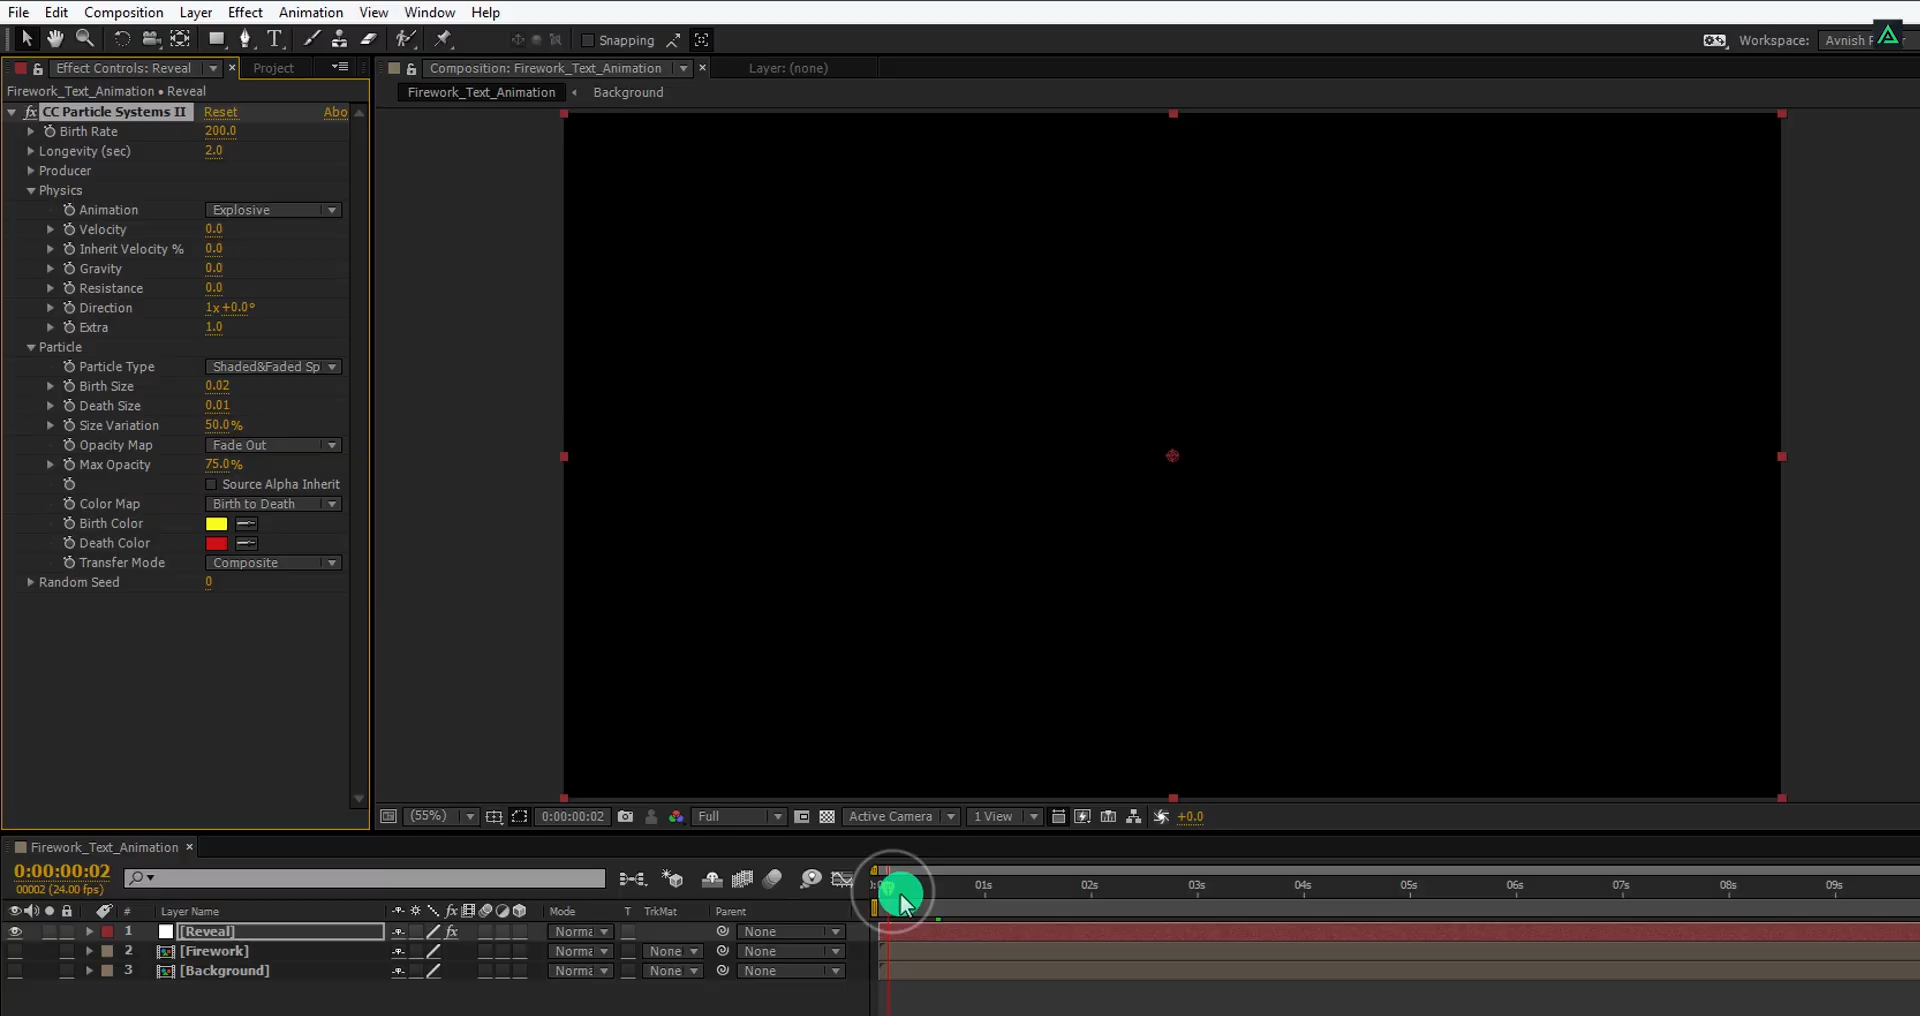 File Edit Composition Layer Effect Animation View Window Help
Snapping Workspace: Avnish
Effect Controls: Reveal Project Composition: Firework_Text_Animation Layer: (none)
Firework_Text_Animation • Reveal Firework_Text_Animation Background
fx CC Particle Systems II Reset Abo
Birth Rate 200.0
Longevity (sec) 2.0
Producer
Physics
Animation Explosive
Velocity 0.0
Inherit Velocity % 0.0
Gravity 0.0
Resistance 0.0
Direction 1x+0.0°
Extra 1.0
Particle
Particle Type Shaded&Faded Sp
Birth Size 0.02
Death Size 0.01
Size Variation 50.0%
Opacity Map Fade Out
Max Opacity 75.0%
Source Alpha Inherit
Color Map Birth to Death
Birth Color
Death Color
Transfer Mode Composite
Random Seed 0
(55%) 0:00:00:02 Full Active Camera 1 View +0.0
Firework_Text_Animation
0:00:00:02
00002 (24.00 fps)
01s 02s 03s 04s 05s 06s 07s 08s 09s
# Layer Name fx Mode T TrkMat Parent
1 [Reveal] fx Norma None
2 [Firework] Norma None None
3 [Background] Norma None None